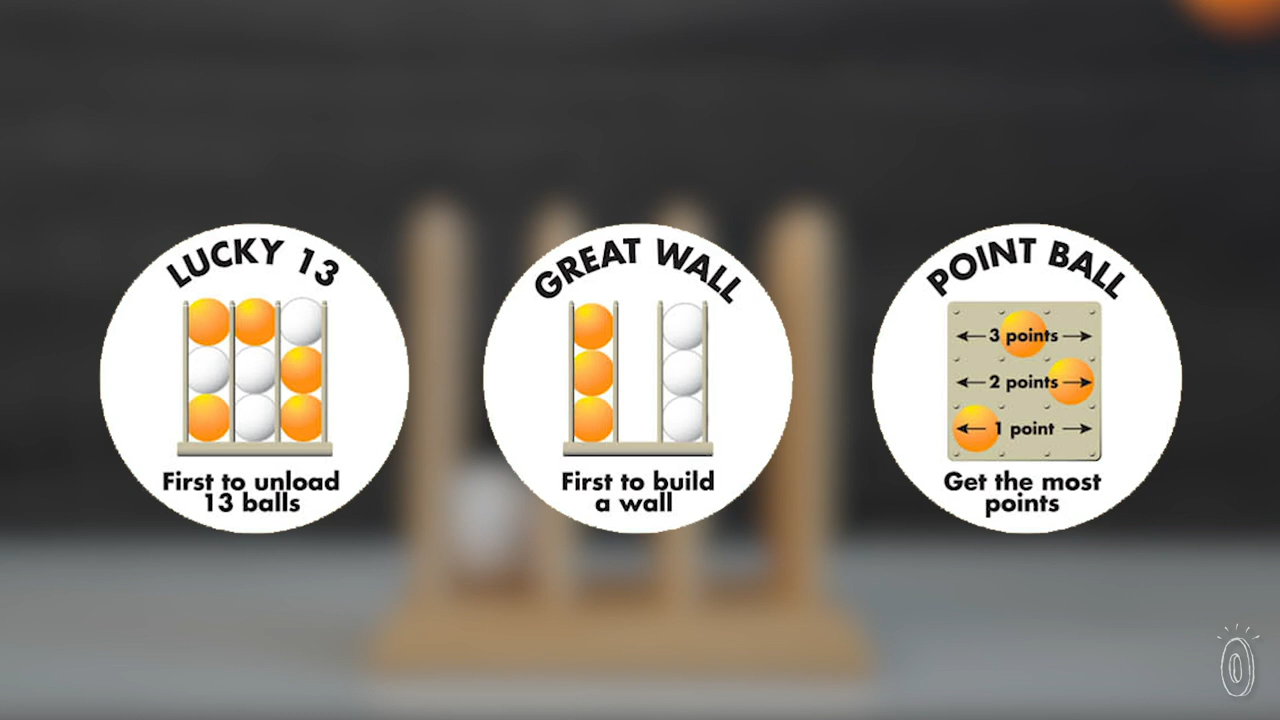 LUCKY 13
First to unload
13 balls
GREAT WALL
First to build
a wall
POINT BALL
3 points
2 points
1 point
Get the most
points